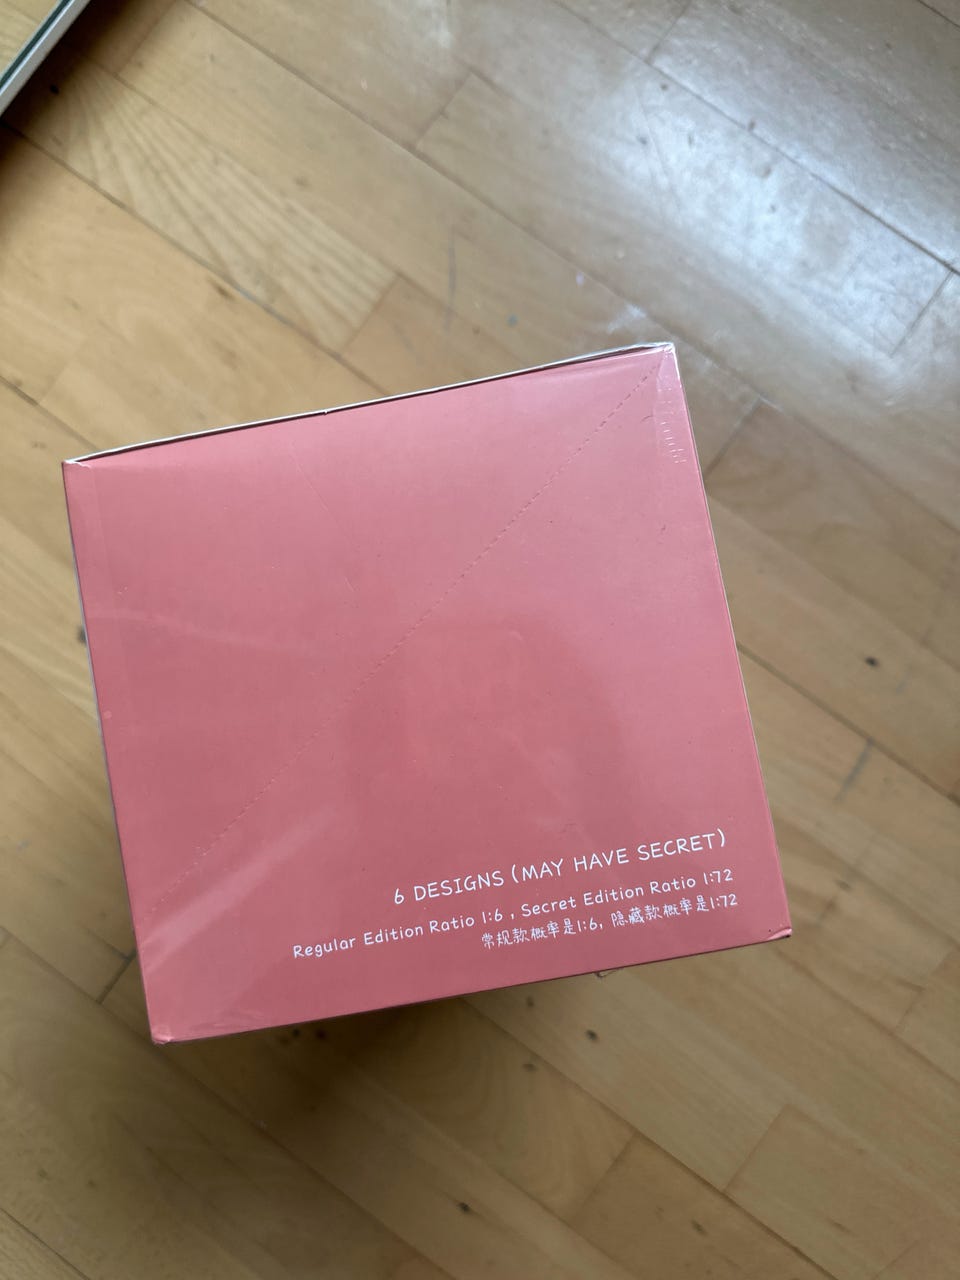 6 DESIGNS (MAY HAVE SECRET)
Regular Edition Ratio 1:6 , Secret Edition Ratio 1:72
常规款概率是1:6, 隐藏款概率是1:72